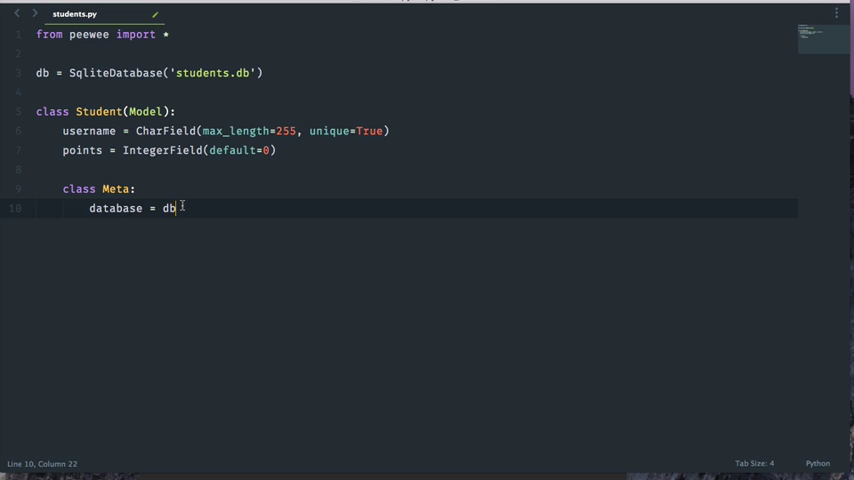 students.py
1 from peewee import *
2
3 db = SqliteDatabase('students.db')
4
5 class Student(Model):
6     username = CharField(max_length=255, unique=True)
7     points = IntegerField(default=0)
8
9     class Meta:
10         database = db
Line 10, Column 22 Tab Size: 4 Python